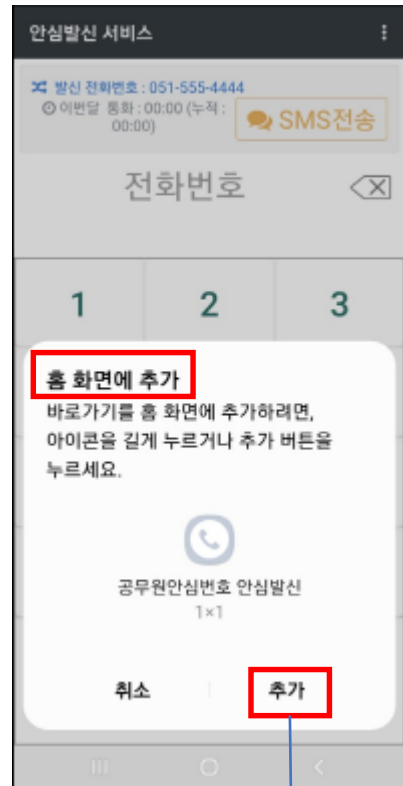 안심발신 서비스
발신 전화번호 : 051-555-4444
이번달 통화 : 00:00 (누적 :
00:00)
SMS전송
전화번호
1 2 3
홈 화면에 추가
바로가기를 홈 화면에 추가하려면,
아이콘을 길게 누르거나 추가 버튼을
누르세요.
공무원안심번호 안심발신
1×1
취소 추가